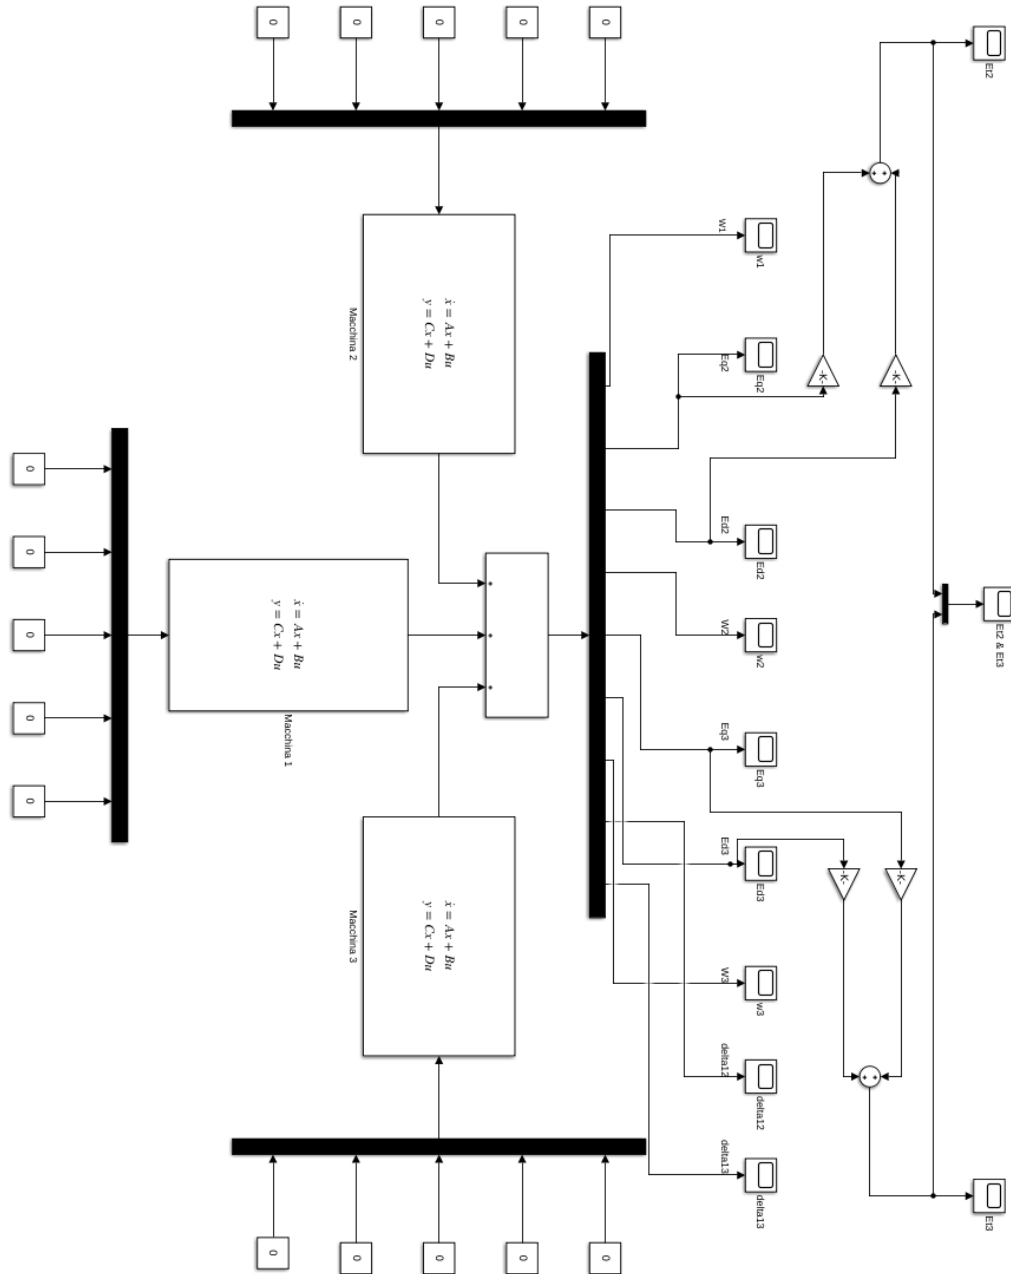 0
0
0
0
0
Et2
W1
w1
ẋ = Ax + Bu
y = Cx + Du
Macchina 2
Eq2
Eq2
-K-
-K-
0
0
0
0
0
Ed2
Ed2
W2
w2
Et2 & Et3
ẋ = Ax + Bu
y = Cx + Du
Macchina 1
Eq3
Eq3
ẋ = Ax + Bu
y = Cx + Du
Macchina 3
Ed3
Ed3
-K-
-K-
W3
w3
delta12
delta12
delta13
delta13
Et3
0
0
0
0
0